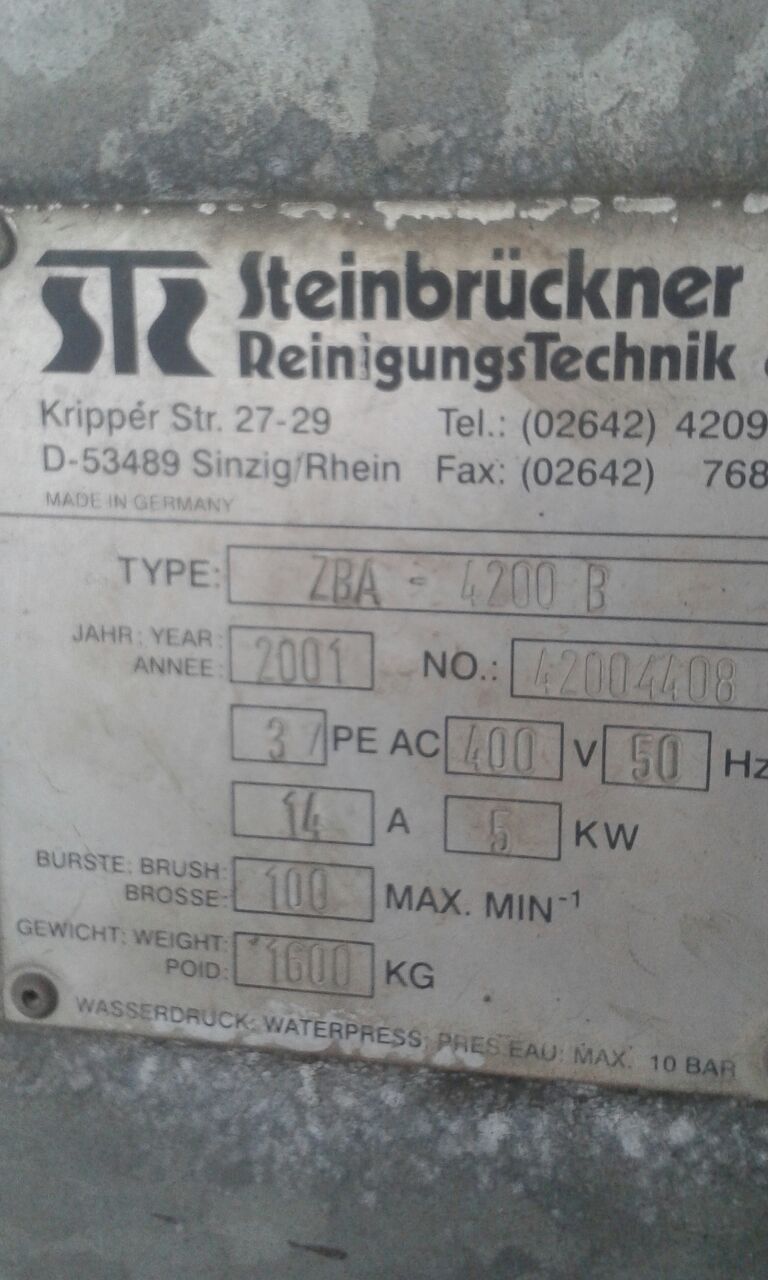 STR Steinbrückner
ReinigungsTechnik
Krippér Str. 27-29 Tel.: (02642) 4209
D-53489 Sinzig/Rhein Fax: (02642) 768
MADE IN GERMANY
TYPE: ZBA - 4200 B
JAHR: YEAR: ANNEE: 2001 NO.: 42004408
3 / PE AC 400 V 50 Hz
14 A 5 KW
BURSTE: BRUSH: BROSSE: 100 MAX. MIN⁻¹
GEWICHT: WEIGHT: POID: 1600 KG
WASSERDRUCK: WATERPRESS: PRES.EAU: MAX. 10 BAR